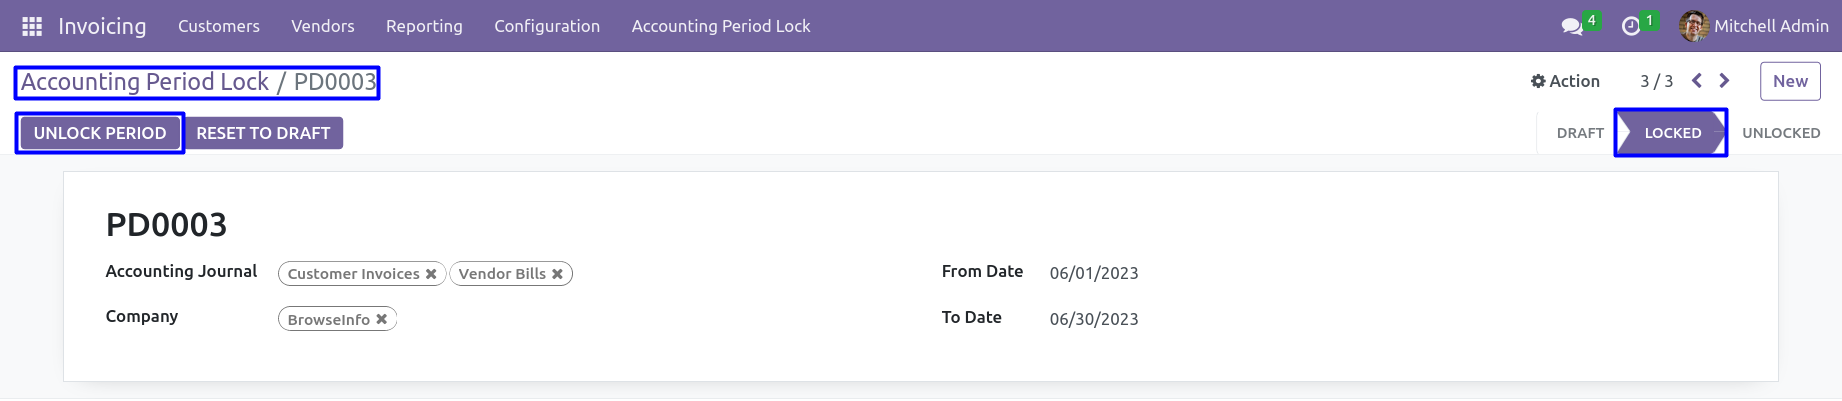 Invoicing Customers Vendors Reporting Configuration Accounting Period Lock 4 1 Mitchell Admin
Accounting Period Lock / PD0003 Action 3 / 3 New
UNLOCK PERIOD RESET TO DRAFT DRAFT LOCKED UNLOCKED
PD0003
Accounting Journal Customer Invoices ✖ Vendor Bills ✖ From Date 06/01/2023
Company BrowseInfo ✖ To Date 06/30/2023